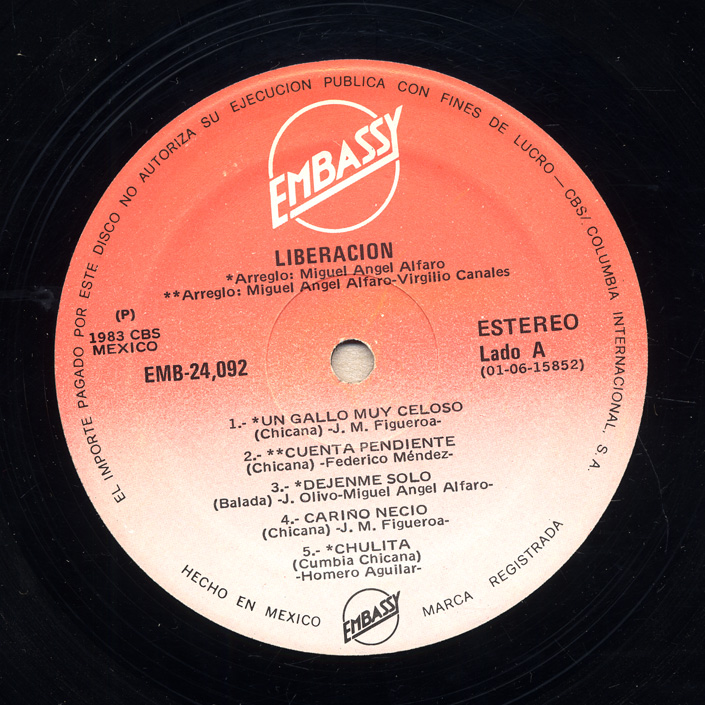 EL IMPORTE PAGADO POR ESTE DISCO NO AUTORIZA SU EJECUCION PUBLICA CON FINES DE LUCRO — CBS/COLUMBIA INTERNACIONAL, S.A.
EMBASSY
LIBERACION
*Arreglo: Miguel Angel Alfaro
**Arreglo: Miguel Angel Alfaro-Virgilio Canales
(P)
1983 CBS
MEXICO
EMB-24,092
ESTEREO
Lado A
(01-06-15852)
1.- *UN GALLO MUY CELOSO
(Chicana) -J. M. Figueroa-
2.- **CUENTA PENDIENTE
(Chicana) -Federico Méndez-
3.- *DEJENME SOLO
(Balada) -J. Olivo-Miguel Angel Alfaro-
4.- CARIÑO NECIO
(Chicana) -J. M. Figueroa-
5.- *CHULITA
(Cumbia Chicana)
-Homero Aguilar-
HECHO EN MEXICO
EMBASSY
MARCA REGISTRADA